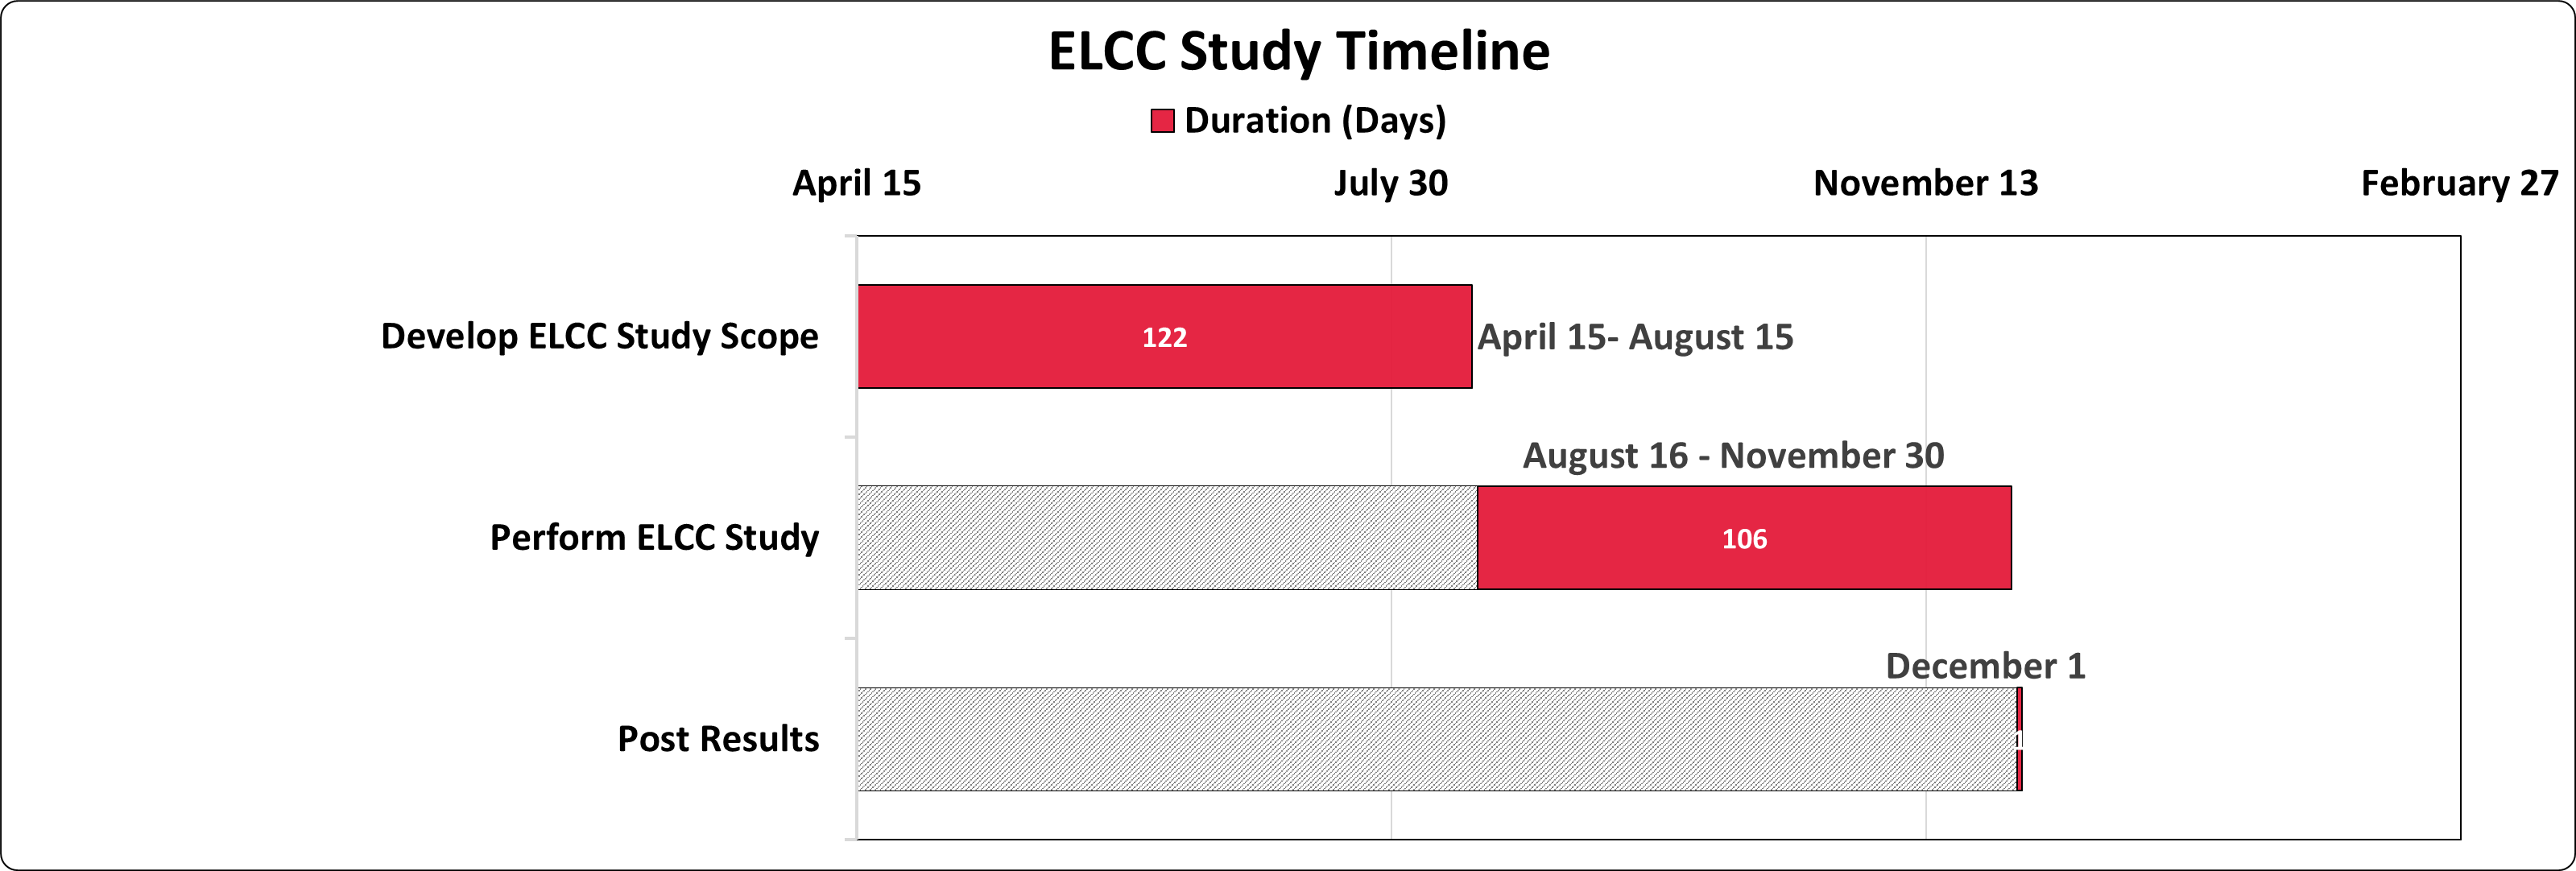 ELCC Study Timeline
Duration (Days)
April 15 July 30 November 13 February 27
Develop ELCC Study Scope 122 April 15- August 15
August 16 - November 30
Perform ELCC Study 106
December 1
Post Results 1